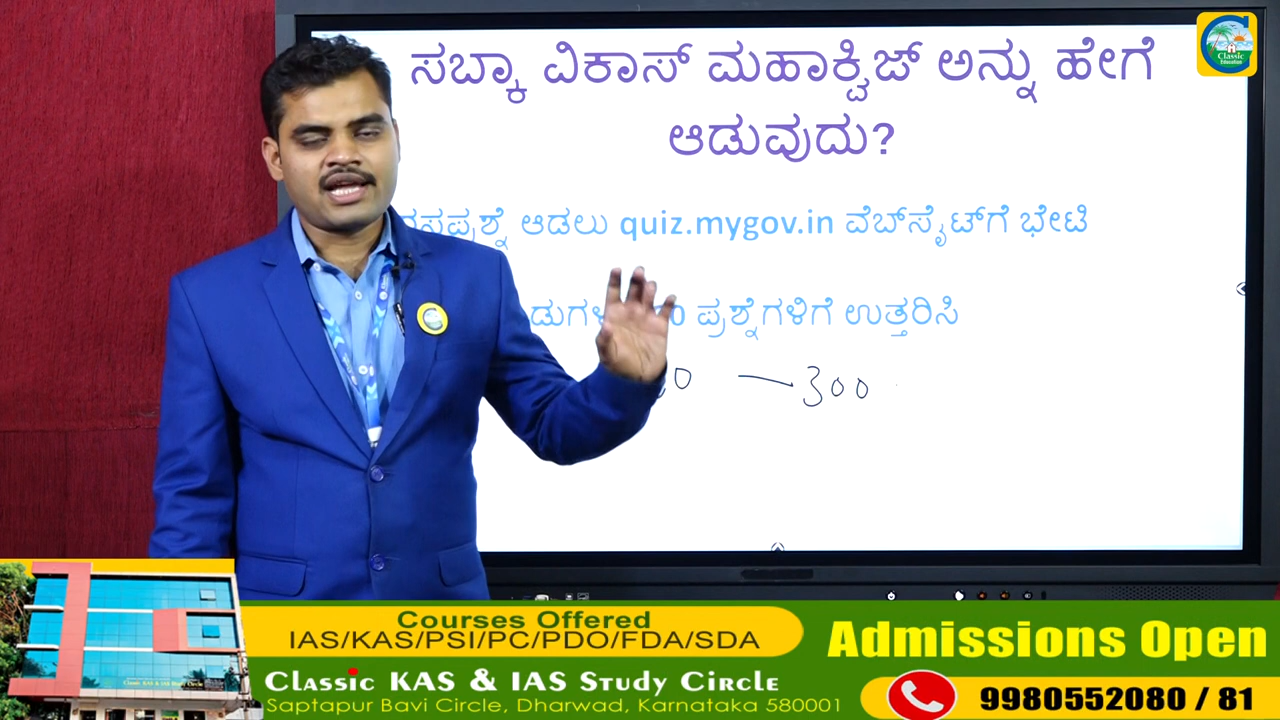 ಸಬ್ಕಾ ವಿಕಾಸ್ ಮಹಾಕ್ವಿಜ್ ಅನ್ನು ಹೇಗೆ
ಆಡುವುದು?
ಆಡಲು quiz.mygov.in ವೆಬ್‌ಸೈಟ್‌ಗೆ ಭೇಟಿ
ಪ್ರಶ್ನೆಗಳಿಗೆ ಉತ್ತರಿಸಿ
300
Classic
Education
Courses Offered
IAS/KAS/PSI/PC/PDO/FDA/SDA
Classic KAS & IAS Study Circle
Saptapur Bavi Circle, Dharwad, Karnataka 580001
Admissions Open
9980552080 / 81